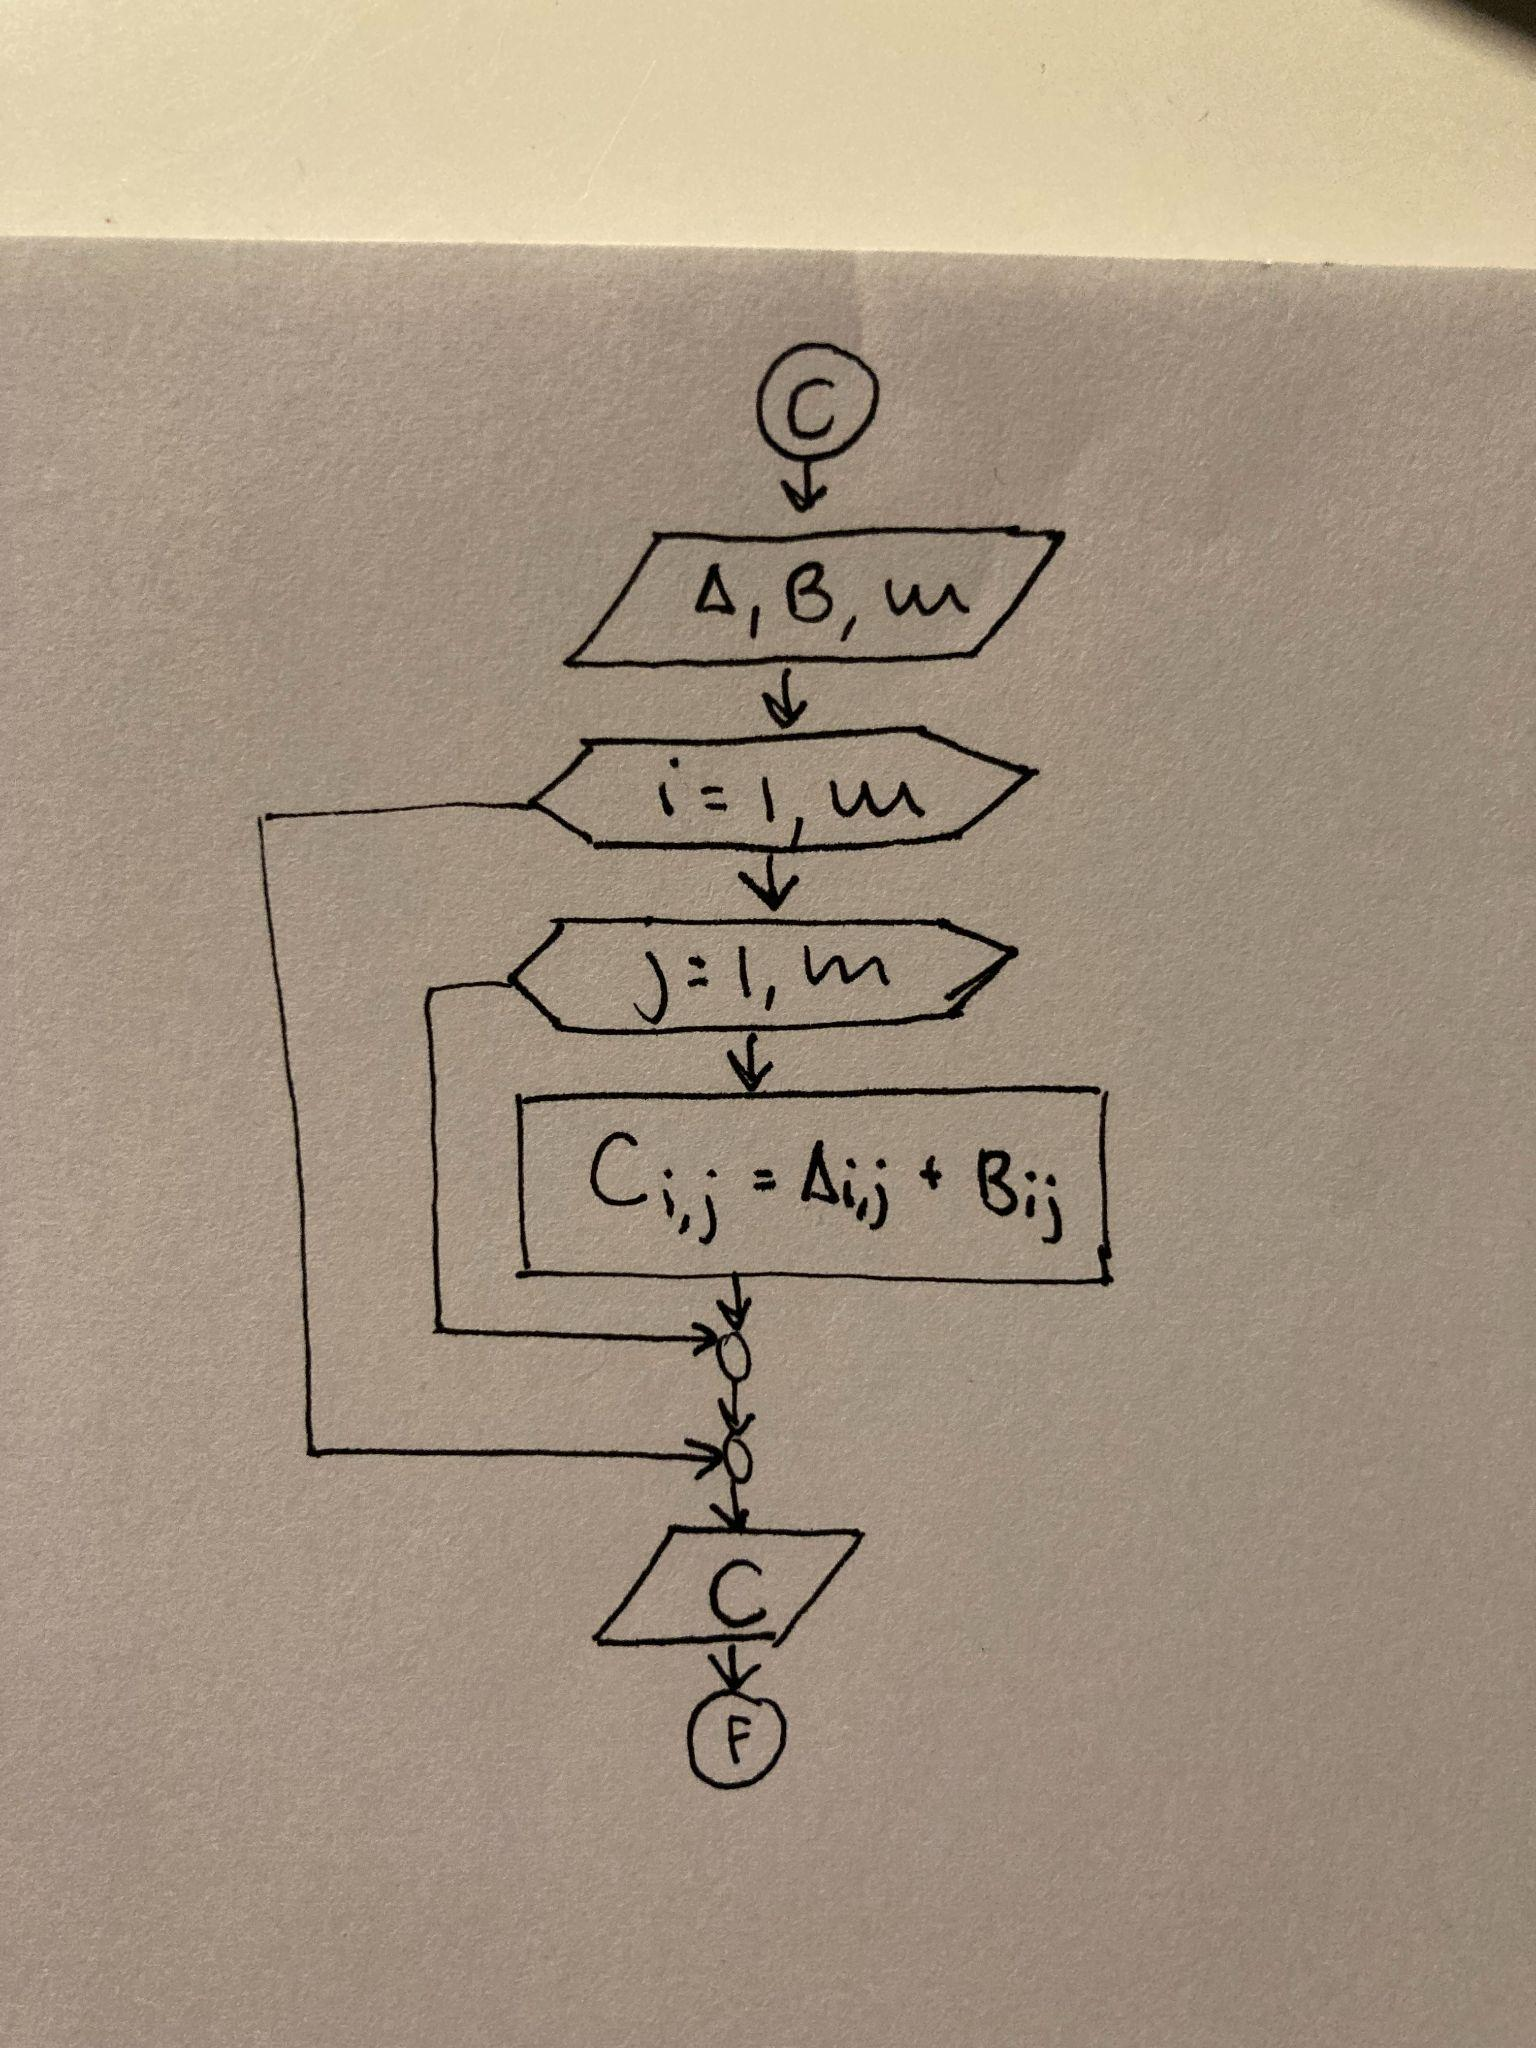 C
A, B, m
i = 1, m
j = 1, m
Ci,j = Ai,j + Bij
C
F